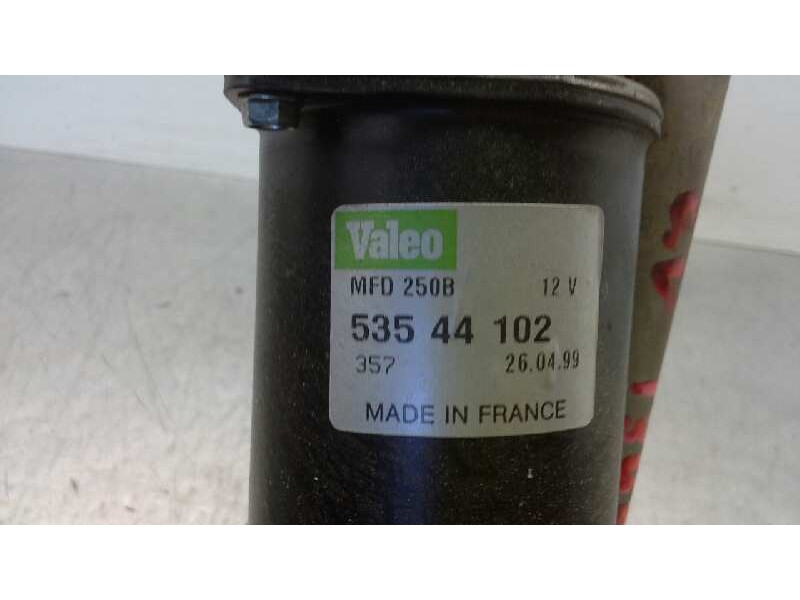 Valeo
MFD 250B 12 V
535 44 102
357 26.04.99
MADE IN FRANCE